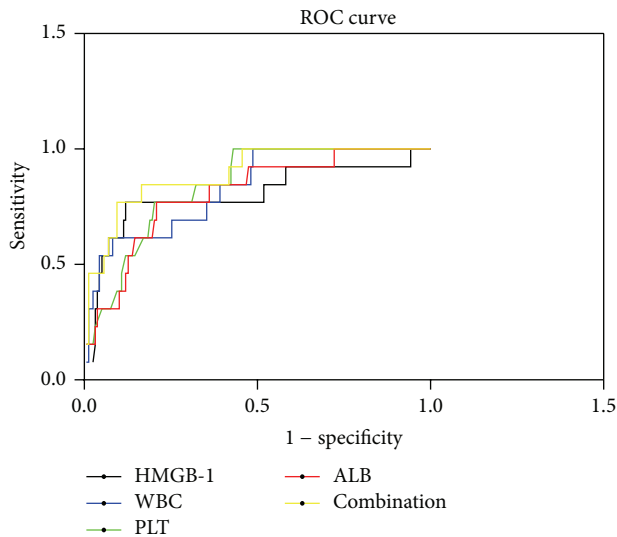 ROC curve
1.5
1.0
0.5
0.0
Sensitivity
0.0 0.5 1.0 1.5
1 − specificity
HMGB-1
WBC
PLT
ALB
Combination